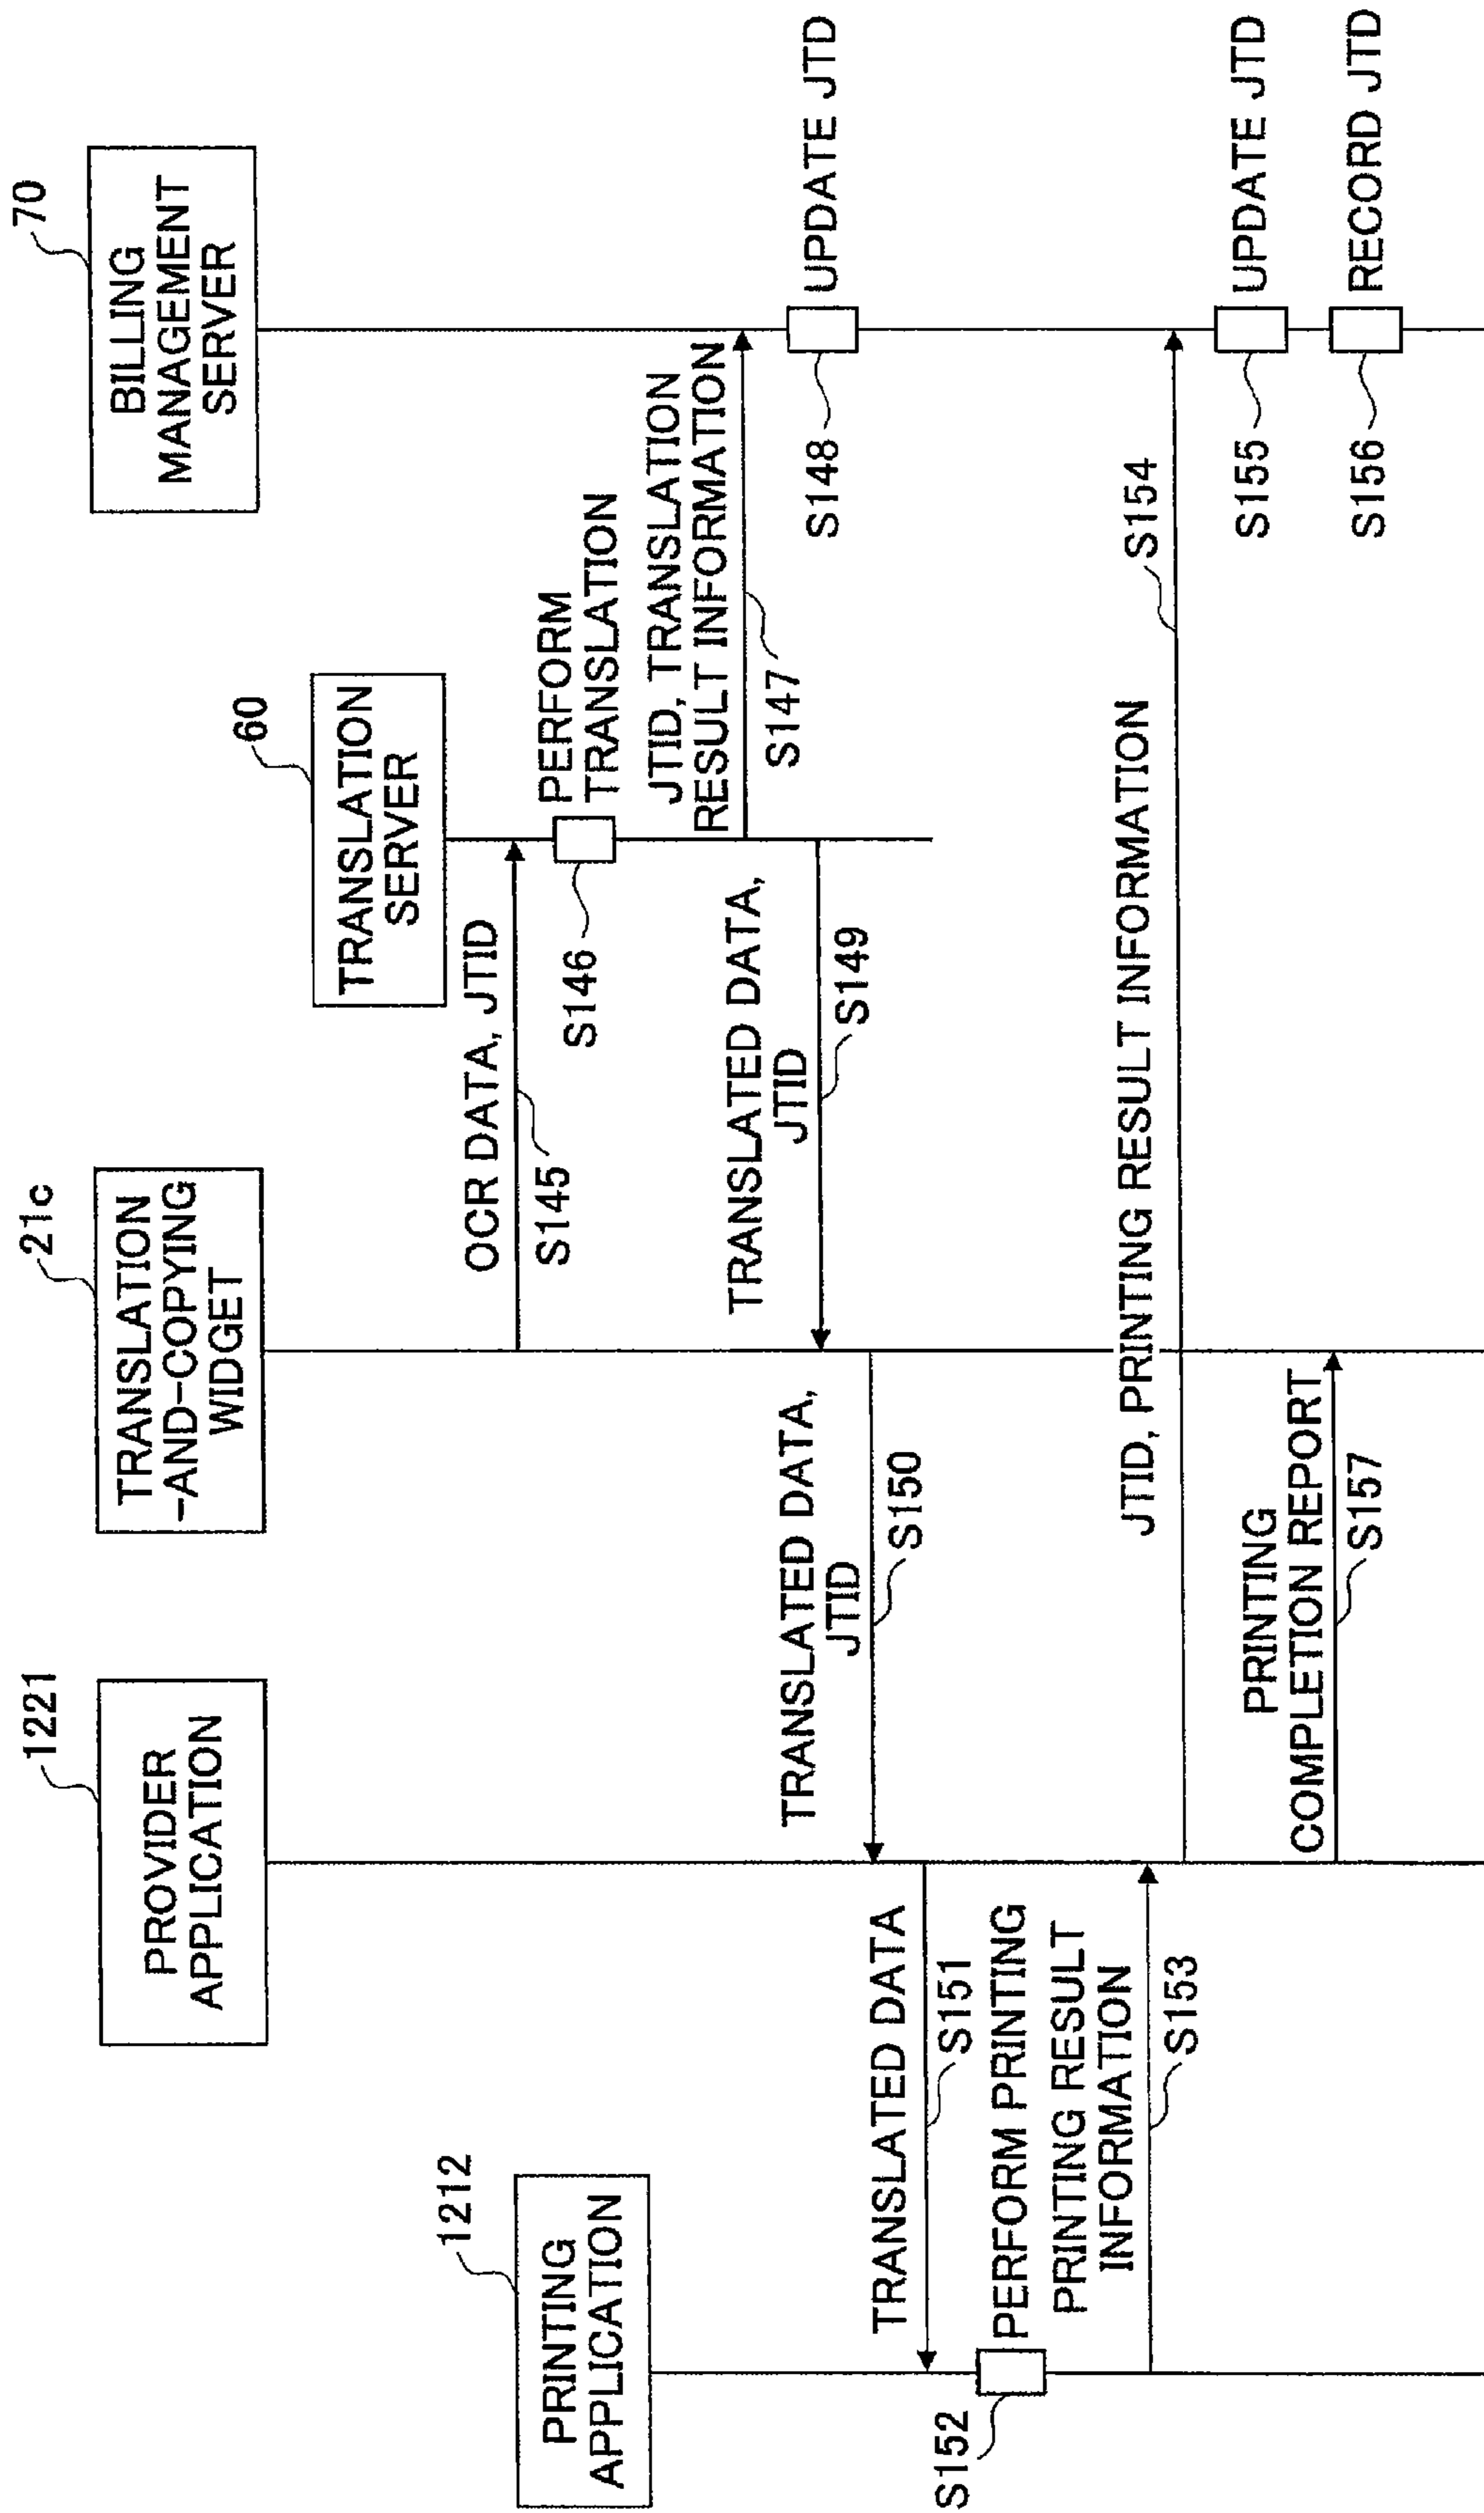 1212
PRINTING
APPLICATION
1221
PROVIDER
APPLICATION
21c
TRANSLATION
-AND-COPYING
WIDGET
60
TRANSLATION
SERVER
70
BILLING
MANAGEMENT
SERVER
OCR DATA, JTID
S145
PERFORM
TRANSLATION
S146
JTID, TRANSLATION
RESULT INFORMATION
S147
UPDATE JTD
S148
TRANSLATED DATA,
JTID
S149
TRANSLATED DATA,
JTID
S150
TRANSLATED DATA
S151
PERFORM PRINTING
S152
PRINTING RESULT
INFORMATION
S153
JTID, PRINTING RESULT INFORMATION
S154
UPDATE JTD
S155
RECORD JTD
S156
PRINTING
COMPLETION REPORT
S157